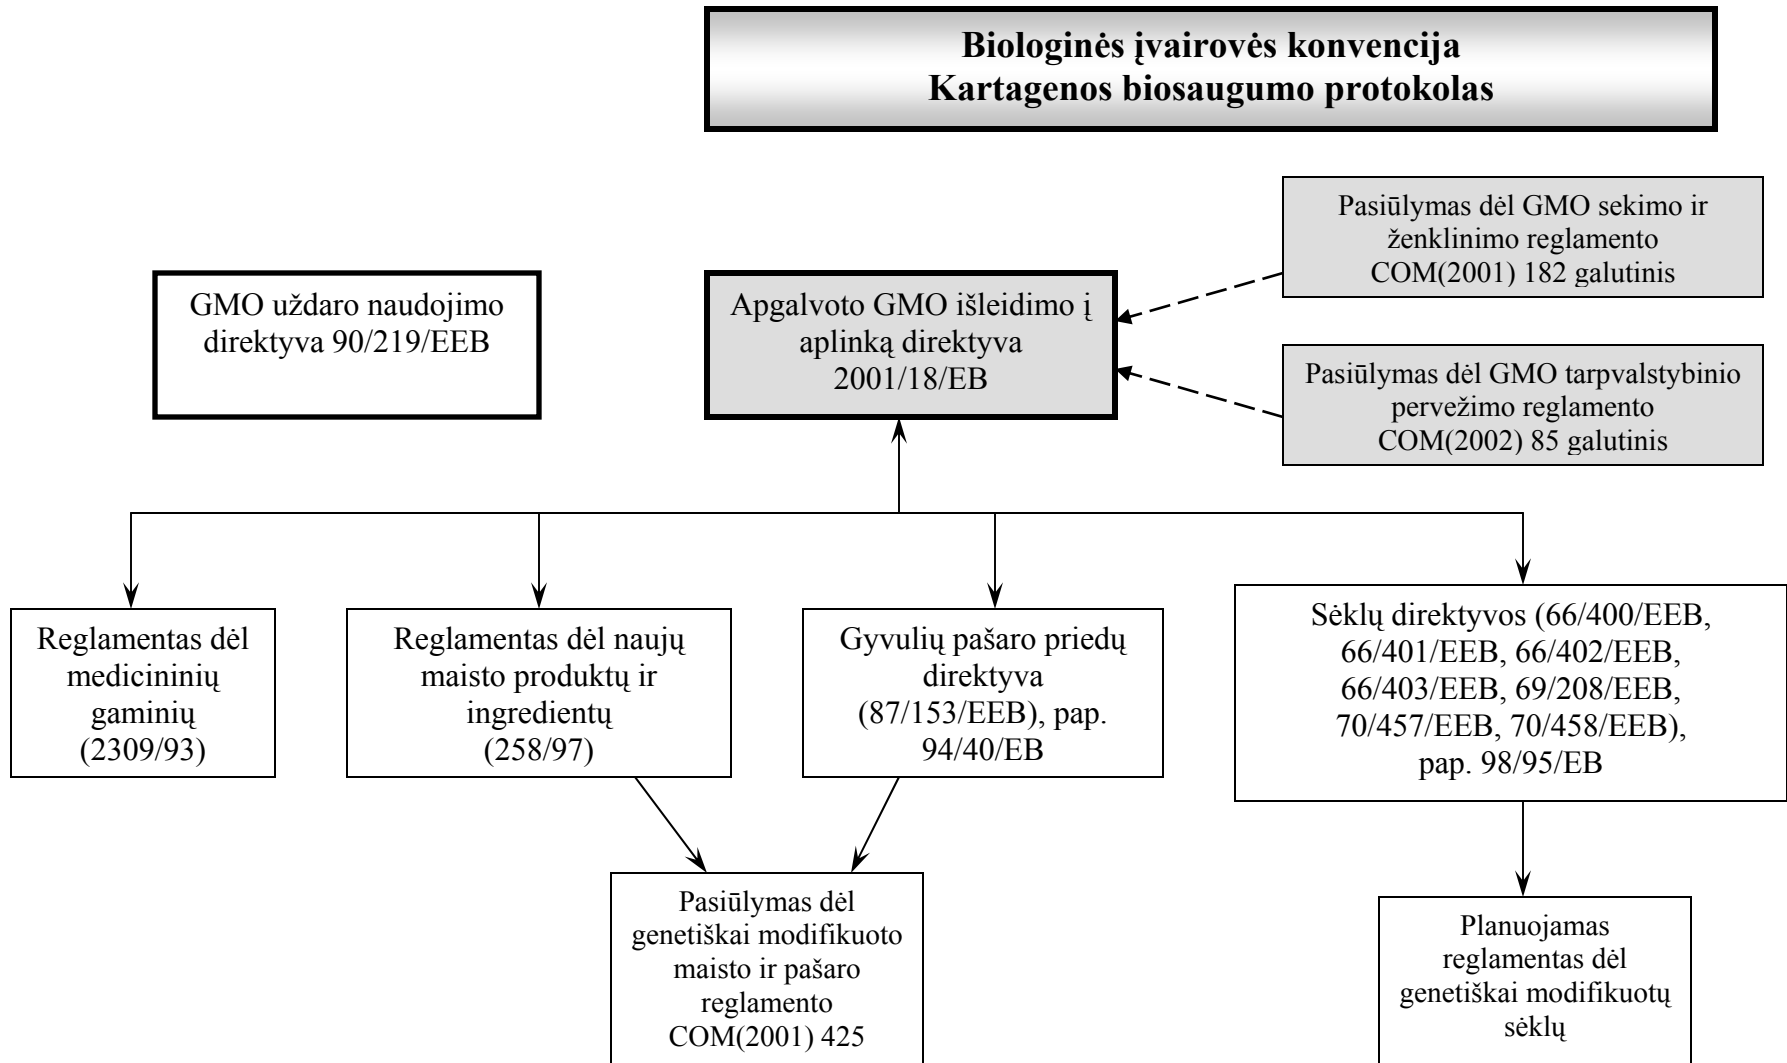 Biologinės įvairovės konvencija
Kartagenos biosaugumo protokolas
Pasiūlymas dėl GMO sekimo ir
ženklinimo reglamento
COM(2001) 182 galutinis
GMO uždaro naudojimo
direktyva 90/219/EEB
Apgalvoto GMO išleidimo į
aplinką direktyva
2001/18/EB
Pasiūlymas dėl GMO tarpvalstybinio
pervežimo reglamento
COM(2002) 85 galutinis
Reglamentas dėl
medicininių
gaminių
(2309/93)
Reglamentas dėl naujų
maisto produktų ir
ingredientų
(258/97)
Gyvulių pašaro priedų
direktyva
(87/153/EEB), pap.
94/40/EB
Sėklų direktyvos (66/400/EEB,
66/401/EEB, 66/402/EEB,
66/403/EEB, 69/208/EEB,
70/457/EEB, 70/458/EEB),
pap. 98/95/EB
Pasiūlymas dėl
genetiškai modifikuoto
maisto ir pašaro
reglamento
COM(2001) 425
Planuojamas
reglamentas dėl
genetiškai modifikuotų
sėklų